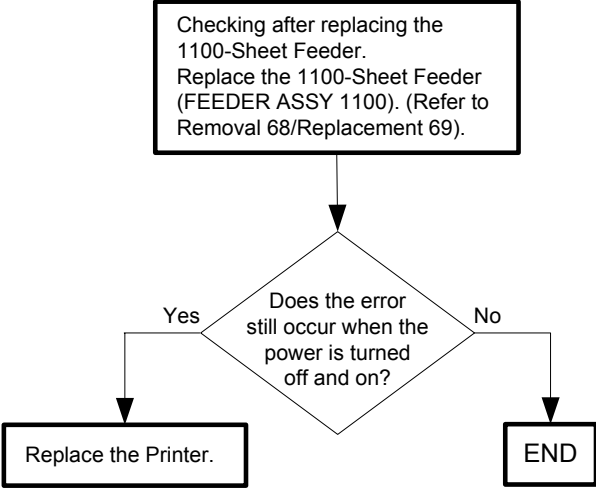 Checking after replacing the
1100-Sheet Feeder.
Replace the 1100-Sheet Feeder
(FEEDER ASSY 1100). (Refer to
Removal 68/Replacement 69).
Does the error
still occur when the
power is turned
off and on?
Yes
No
Replace the Printer.
END